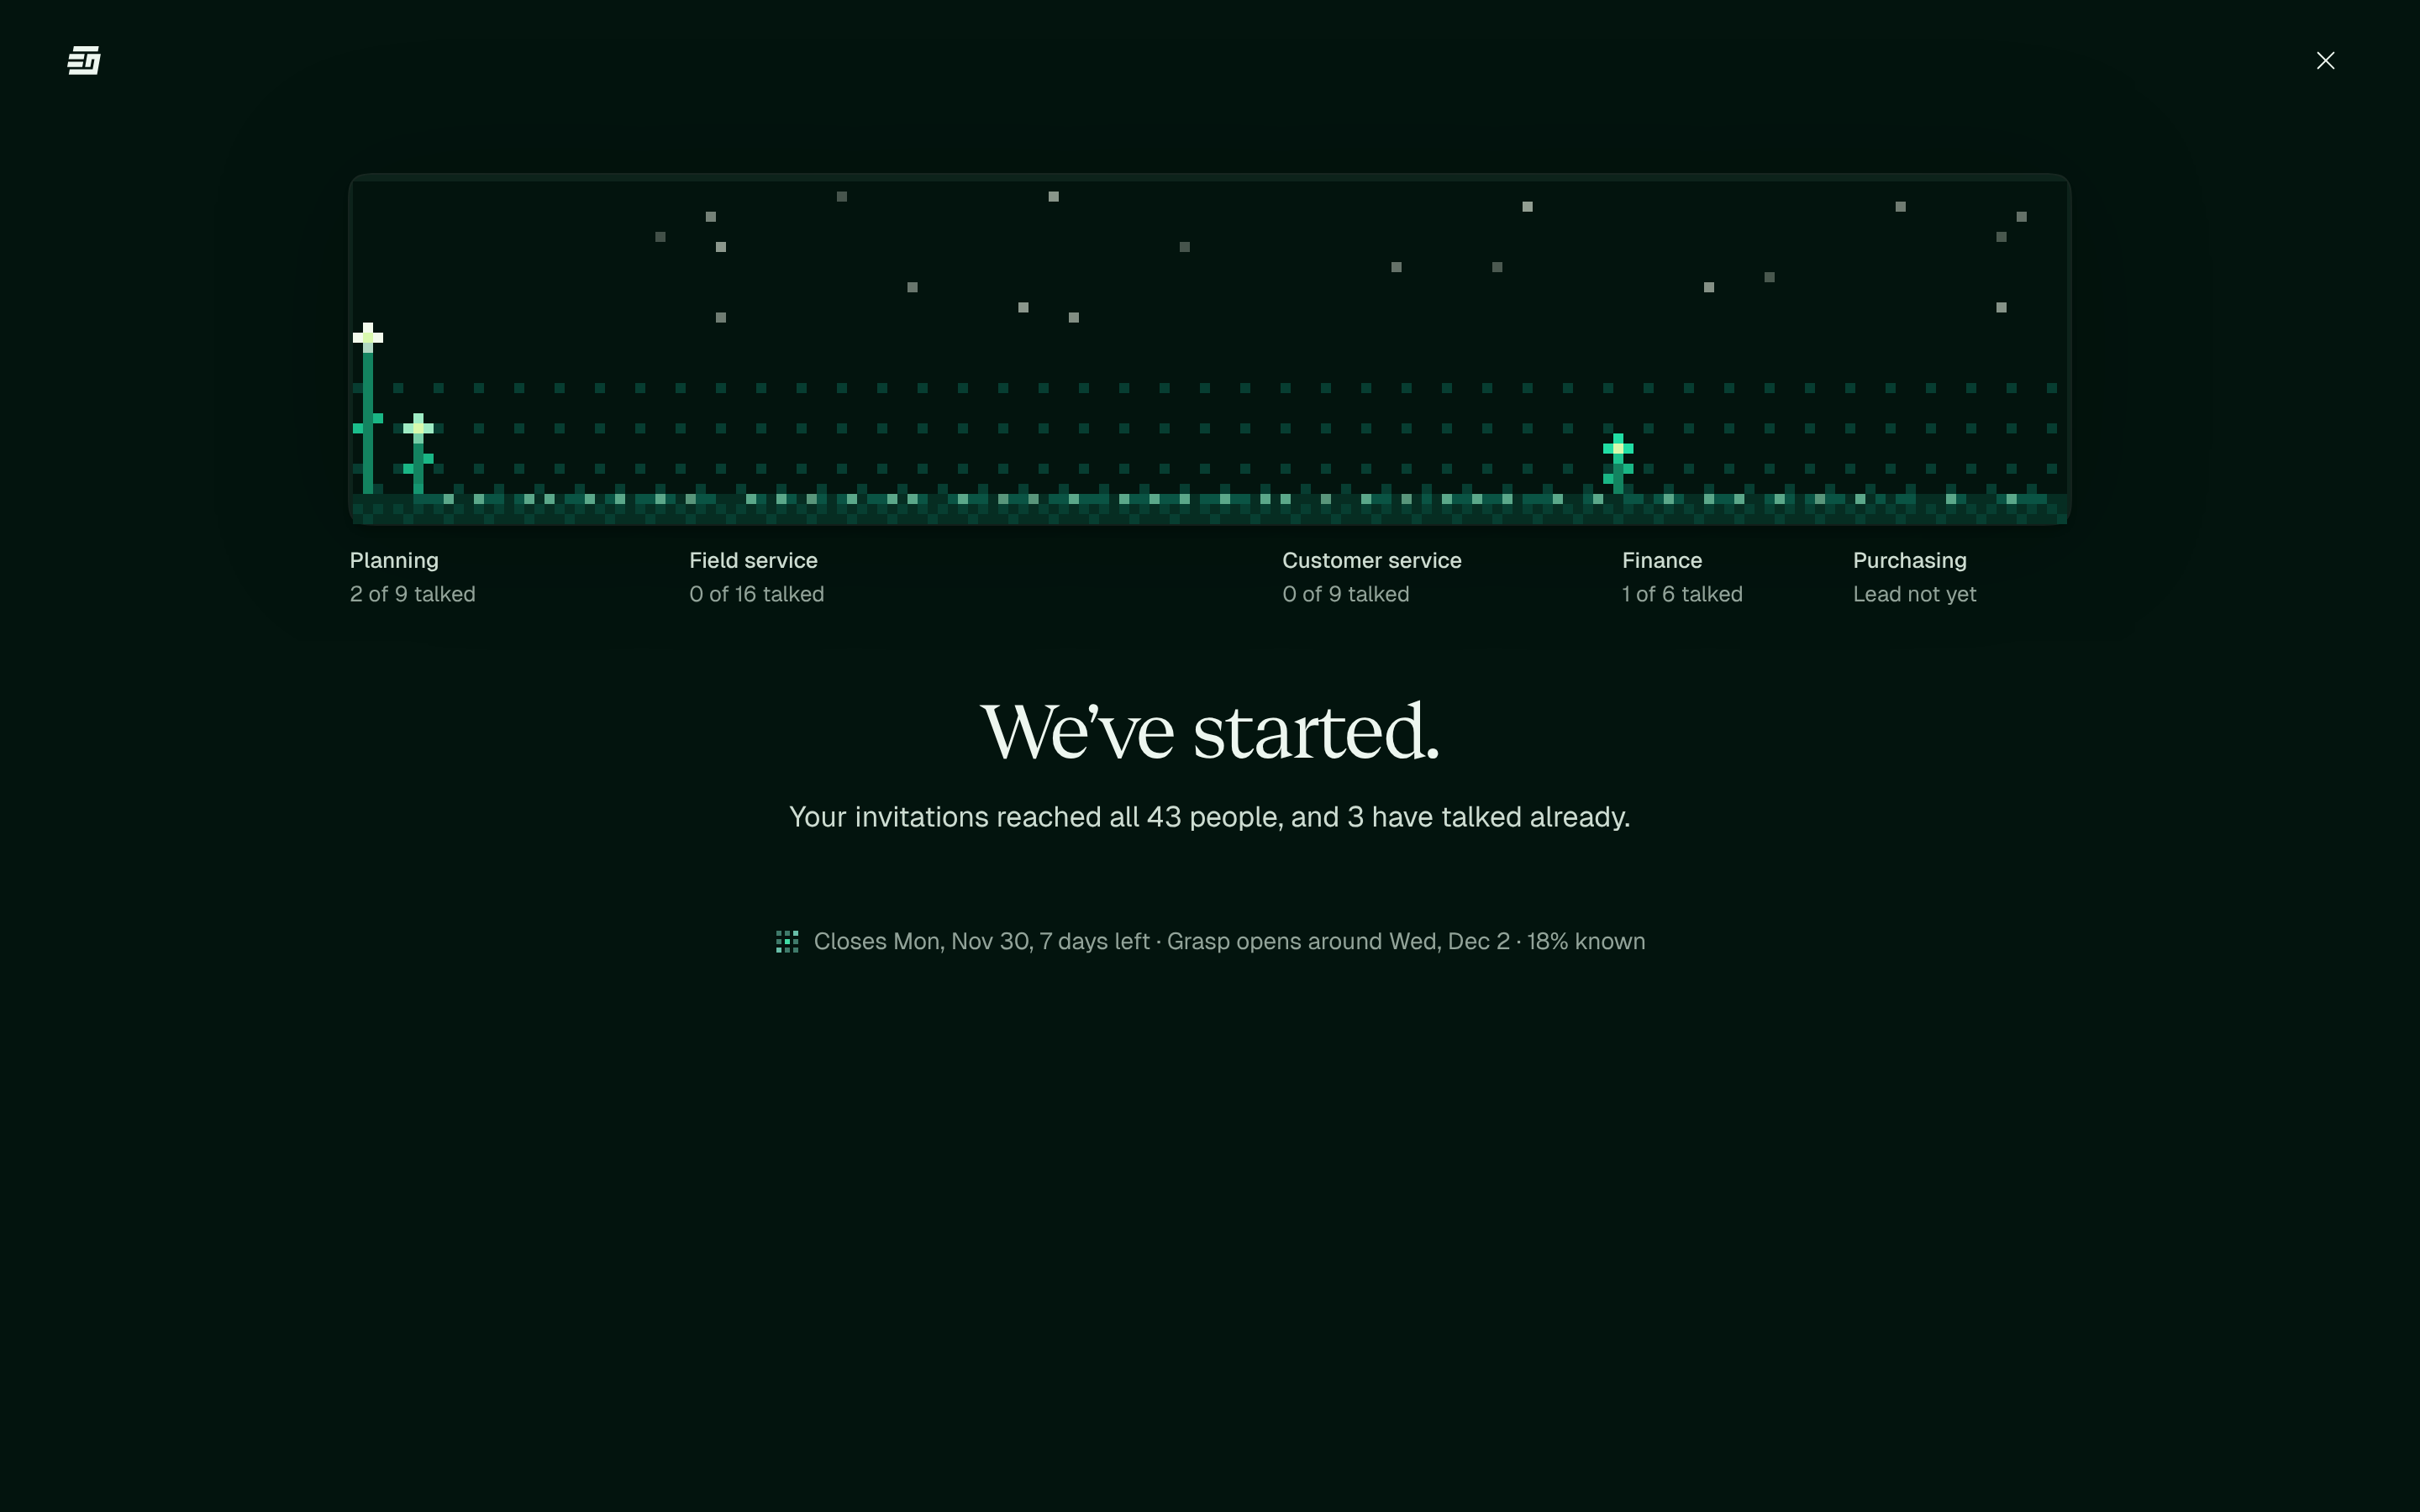 Planning
2 of 9 talked
Field service
0 of 16 talked
Customer service
0 of 9 talked
Finance
1 of 6 talked
Purchasing
Lead not yet
We’ve started.
Your invitations reached all 43 people, and 3 have talked already.
Closes Mon, Nov 30, 7 days left · Grasp opens around Wed, Dec 2 · 18% known